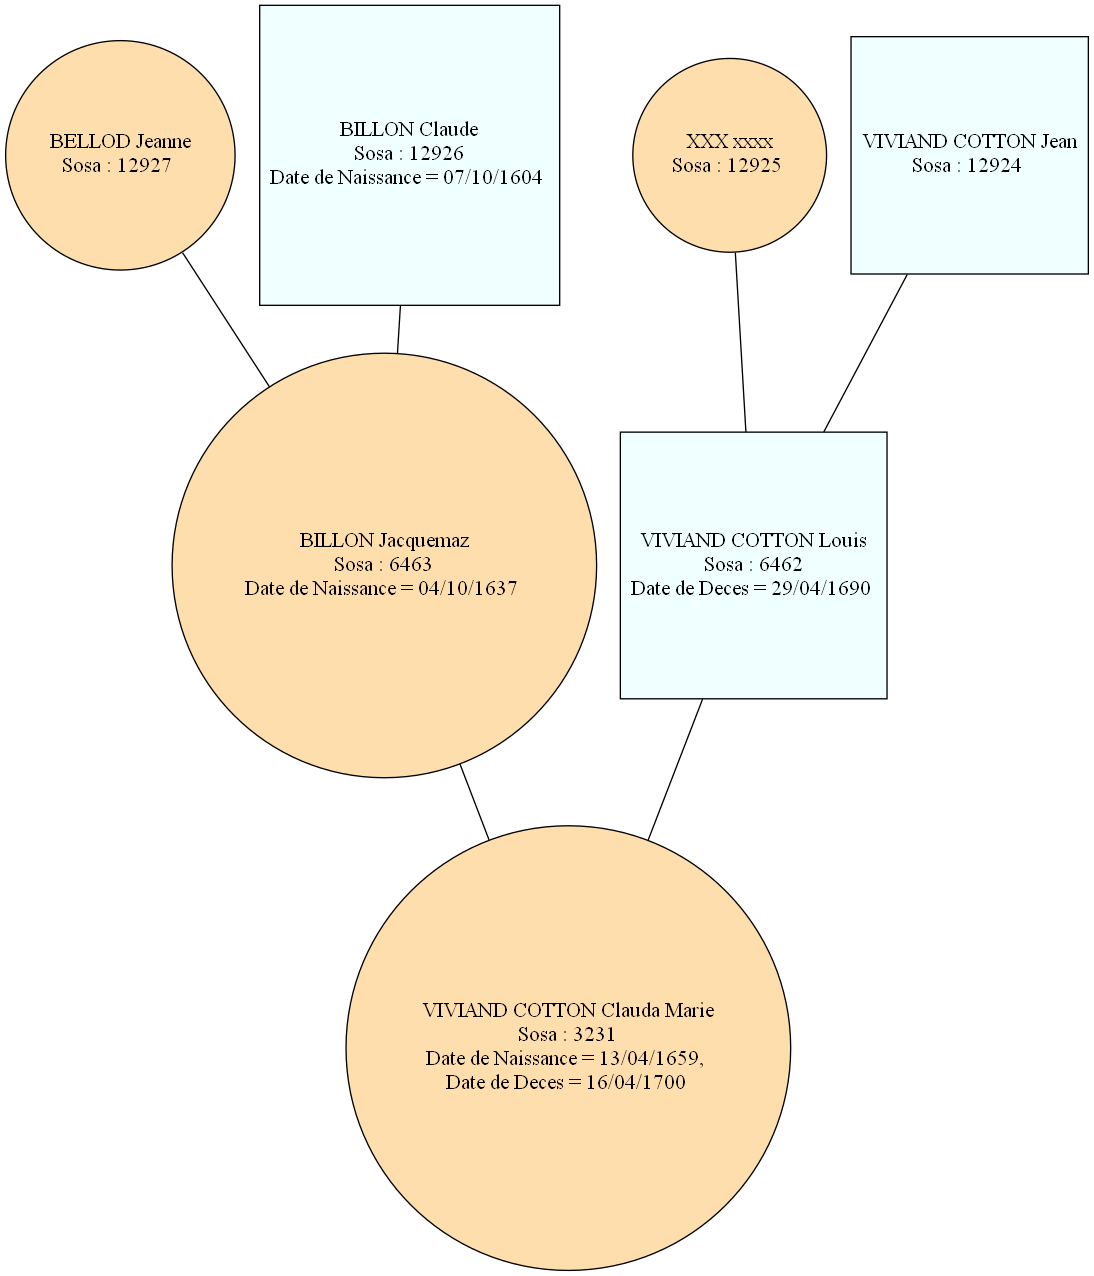 BELLOD Jeanne
Sosa : 12927
BILLON Claude
Sosa : 12926
Date de Naissance = 07/10/1604
XXX xxxx
Sosa : 12925
VIVIAND COTTON Jean
Sosa : 12924
BILLON Jacquemaz
Sosa : 6463
Date de Naissance = 04/10/1637
VIVIAND COTTON Louis
Sosa : 6462
Date de Deces = 29/04/1690
VIVIAND COTTON Clauda Marie
Sosa : 3231
Date de Naissance = 13/04/1659,
Date de Deces = 16/04/1700